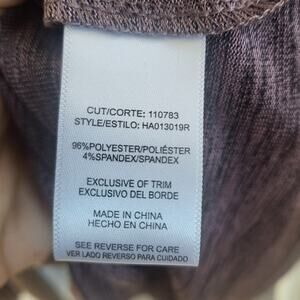 CUT/CORTE: 110783
STYLE/ESTILO: HA013019R
96%POLYESTER/POLIÉSTER
4%SPANDEX/SPANDEX
EXCLUSIVE OF TRIM
EXCLUSIVO DEL BORDE
MADE IN CHINA
HECHO EN CHINA
SEE REVERSE FOR CARE
VER LADO REVERSO PARA CUIDADO